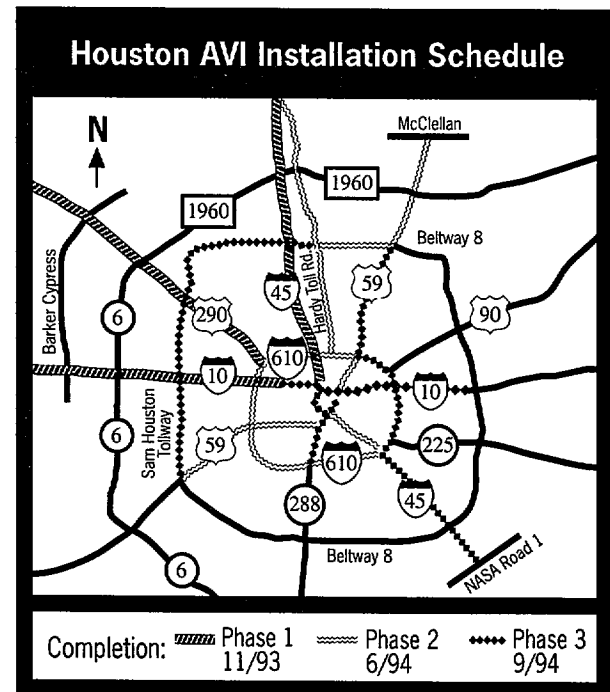 Houston AVI Installation Schedule
N
McClellan
1960
1960
Beltway 8
Barker Cypress
45
Hardy Toll Rd.
59
290
90
6
610
10
10
Sam Houston
Tollway
6
59
225
610
45
288
Beltway 8
NASA Road 1
6
Completion: Phase 1 Phase 2 Phase 3
11/93 6/94 9/94